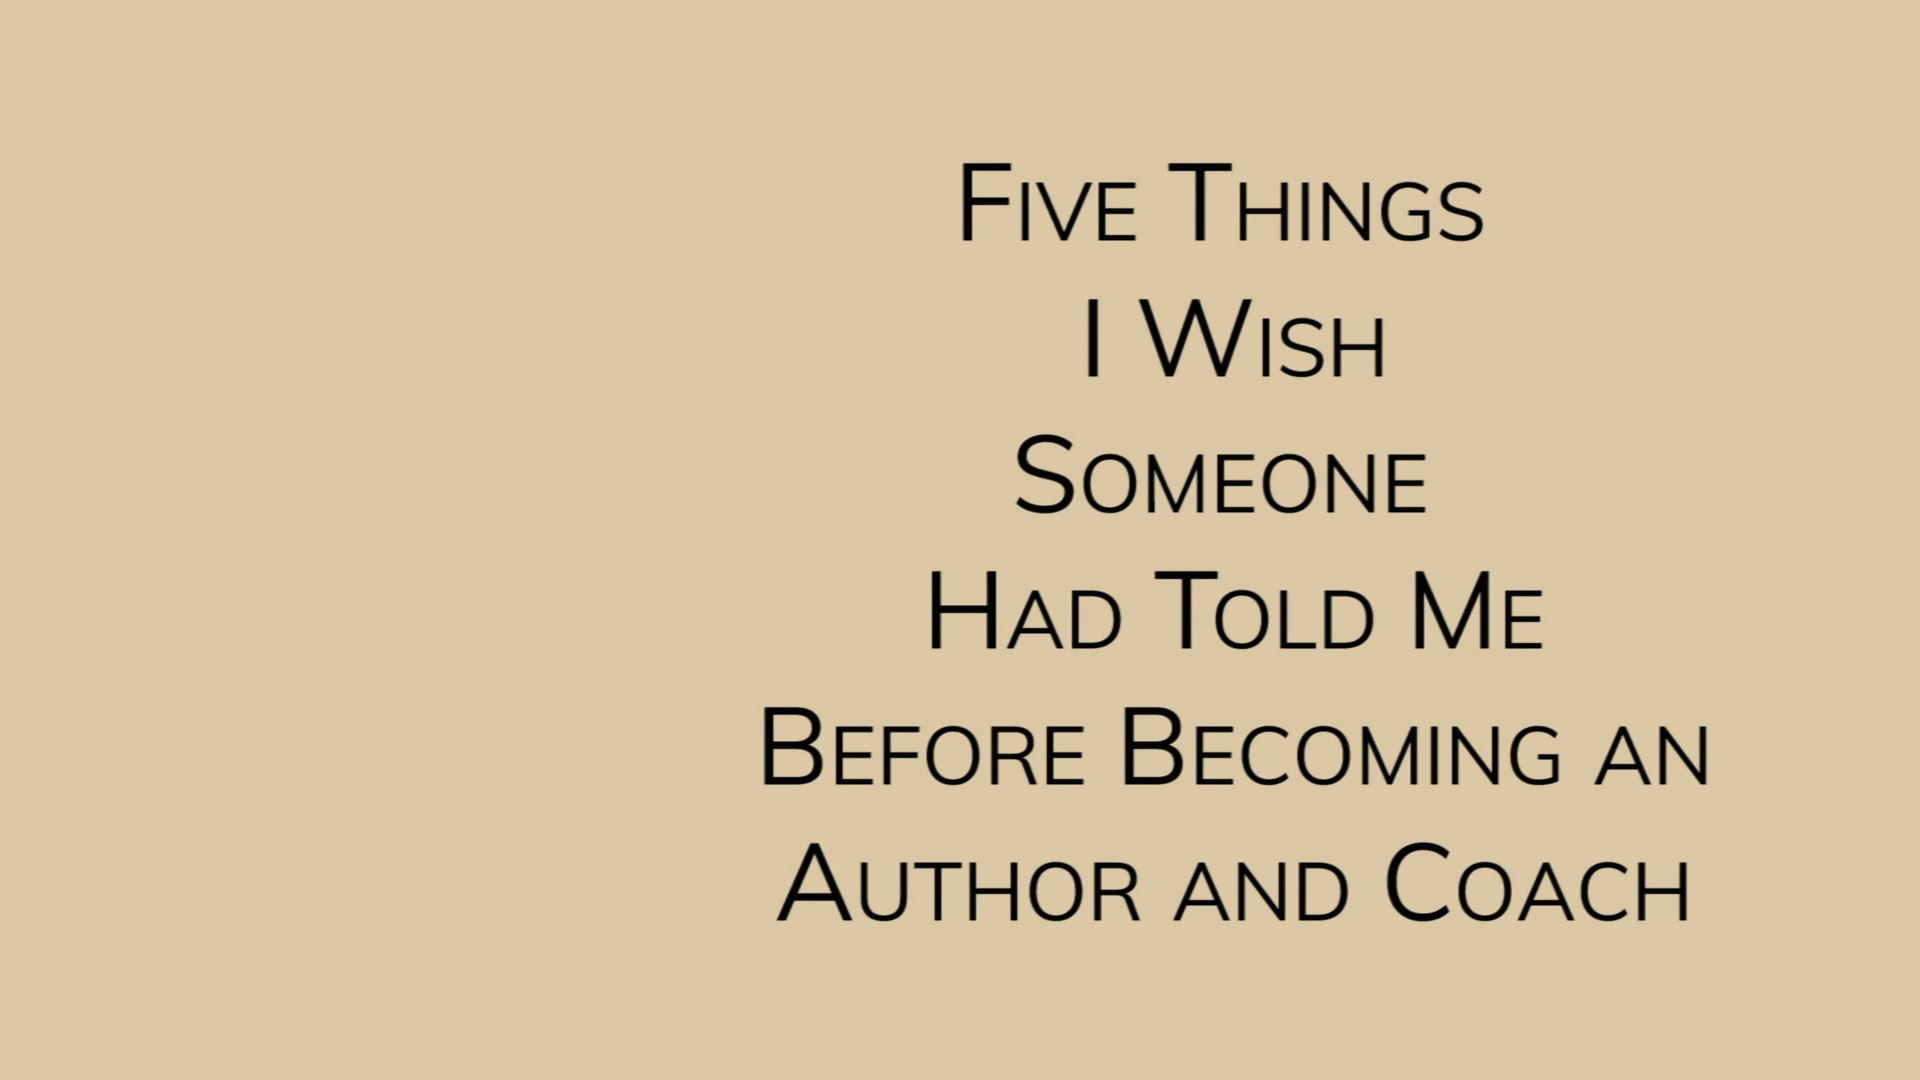 Five Things
I Wish
Someone
Had Told Me
Before Becoming an
Author and Coach